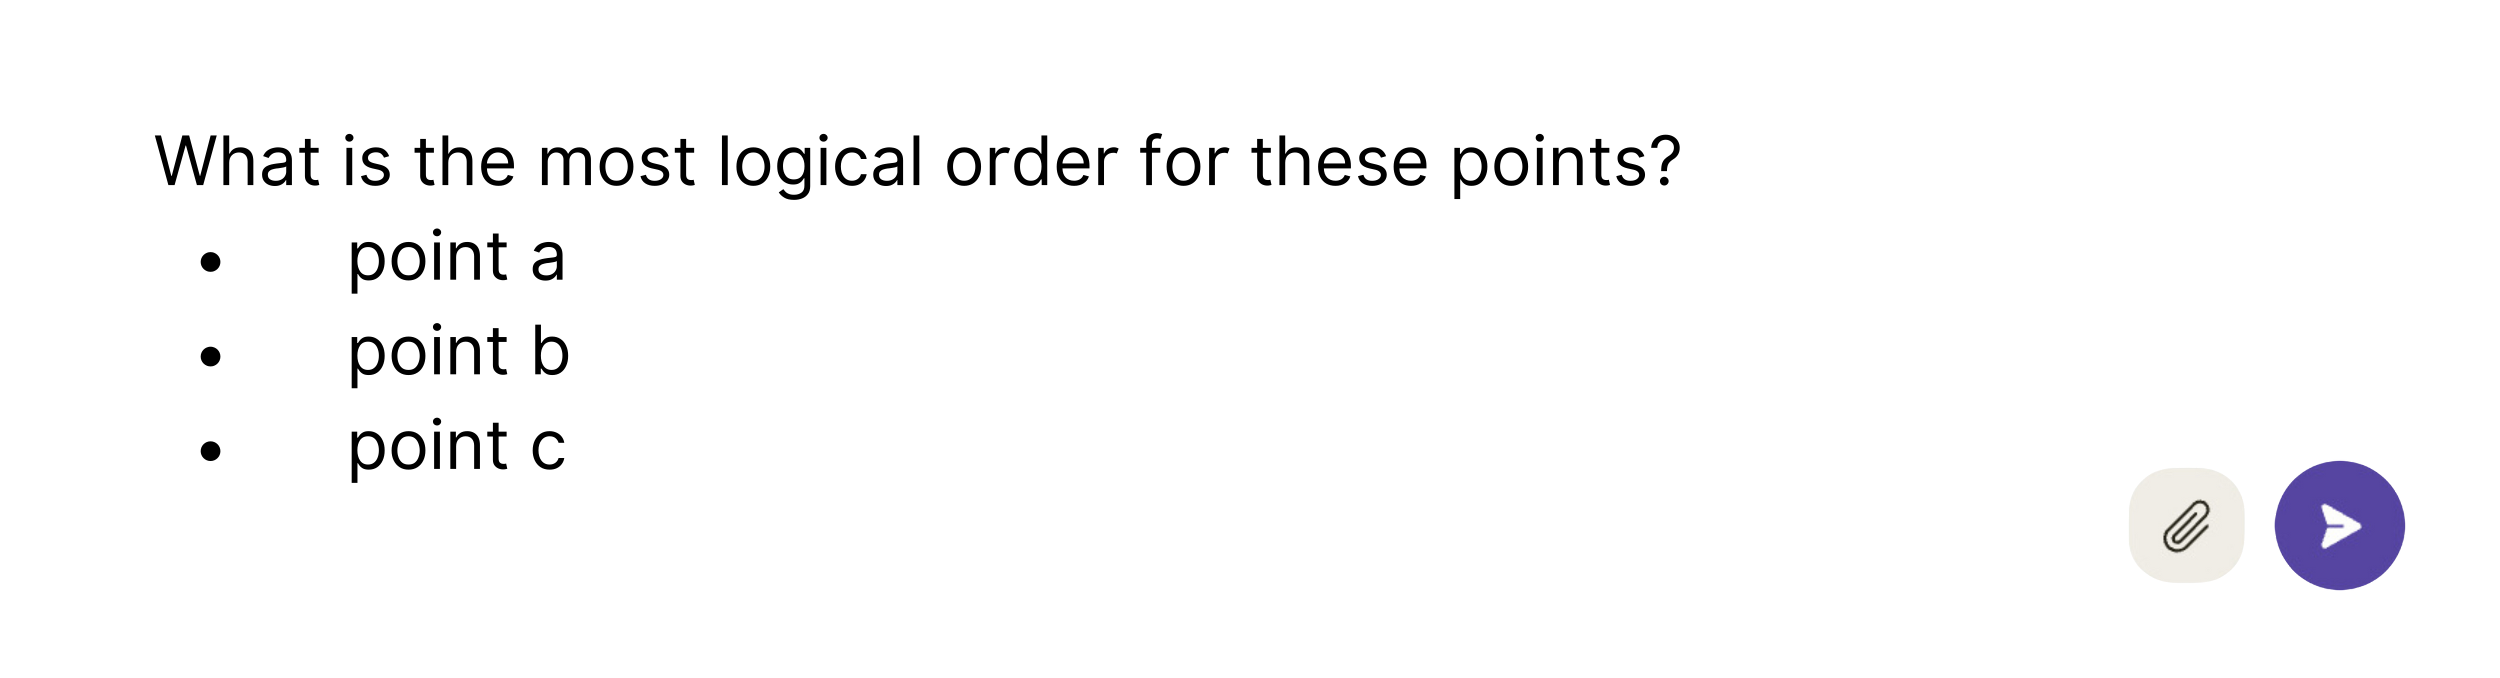 What is the most logical order for these points?
• point a
• point b
• point c